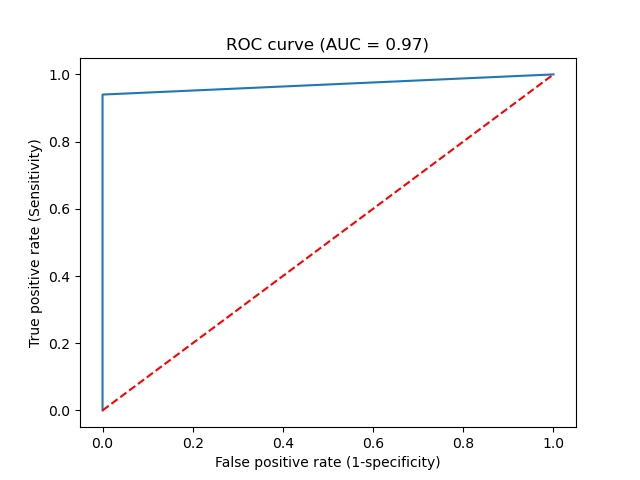 ROC curve (AUC = 0.97)
True positive rate (Sensitivity)
1.0
0.8
0.6
0.4
0.2
0.0
0.0 0.2 0.4 0.6 0.8 1.0
False positive rate (1-specificity)